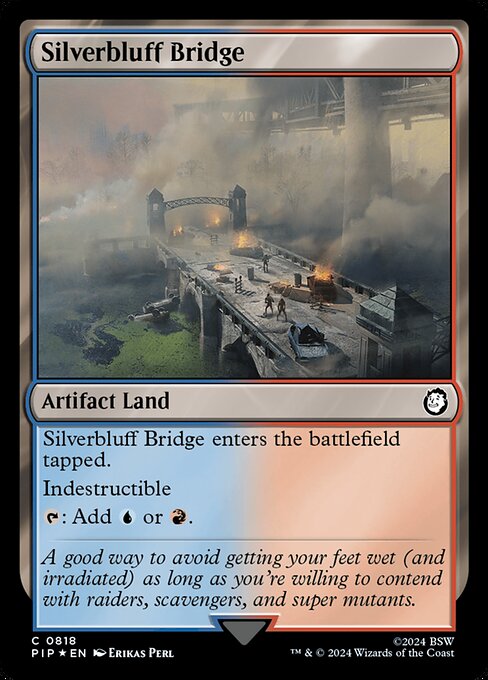 Silverbluff Bridge
Artifact Land
Silverbluff Bridge enters the battlefield
tapped.
Indestructible
: Add or .
A good way to avoid getting your feet wet (and
irradiated) as long as you're willing to contend
with raiders, scavengers, and super mutants.
C 0818
©2024 BSW
PIP ★ EN Erikas Perl
™ & © 2024 Wizards of the Coast